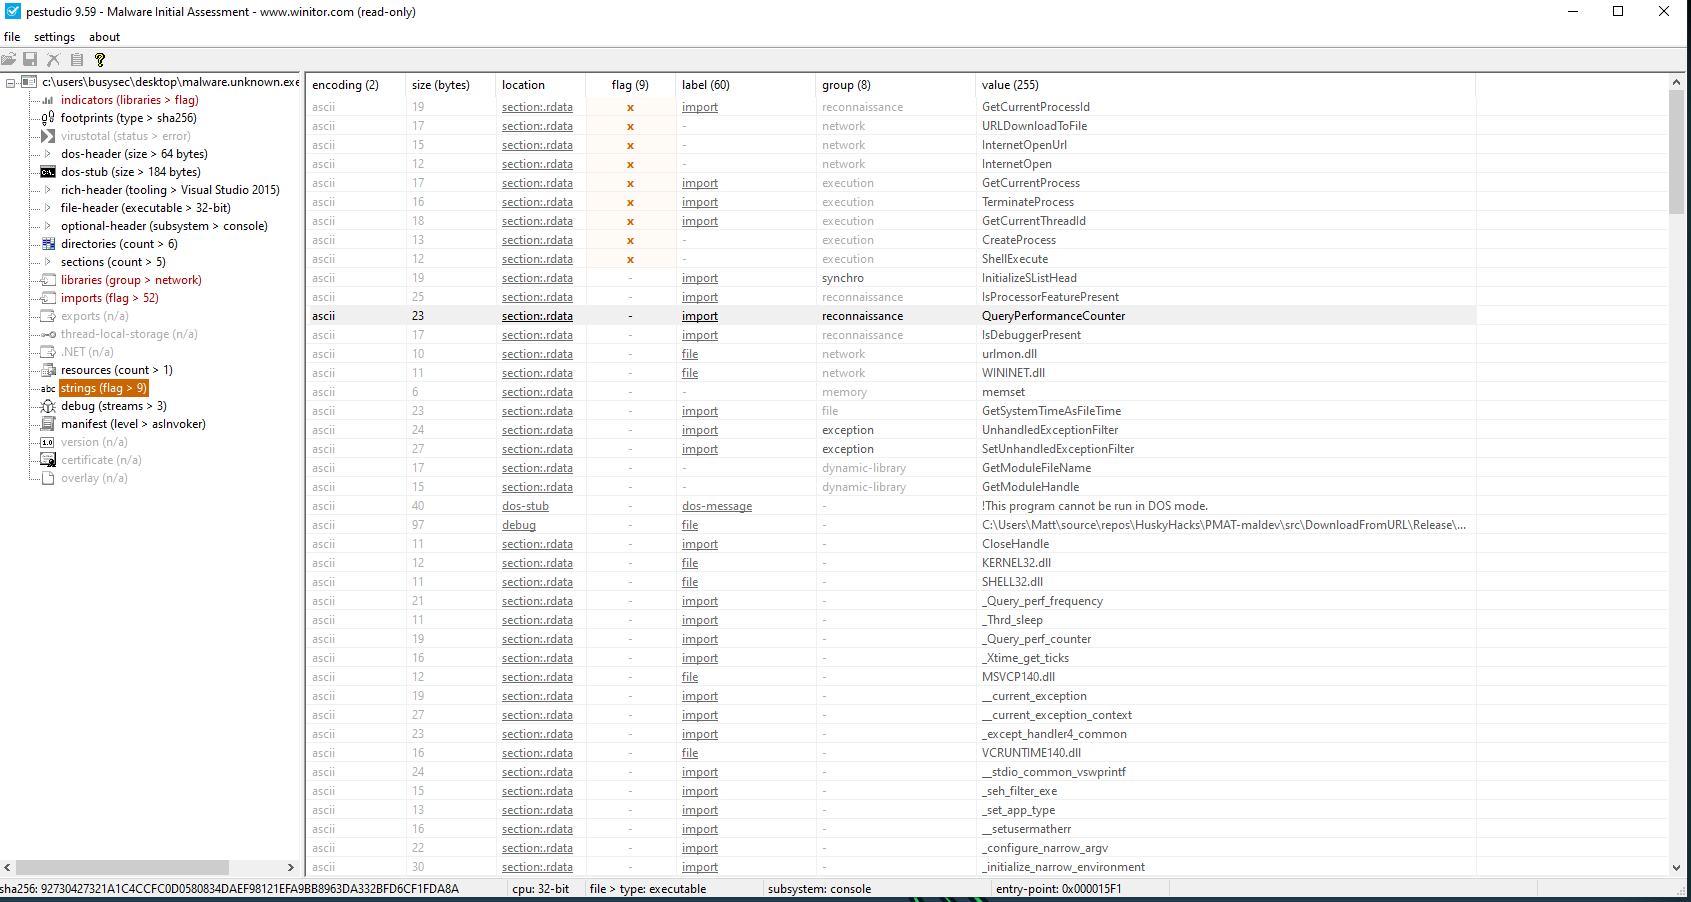 pestudio 9.59 - Malware Initial Assessment - www.winitor.com (read-only)
file settings about
c:\users\busysec\desktop\malware.unknown.exe
indicators (libraries > flag)
footprints (type > sha256)
virustotal (status > error)
dos-header (size > 64 bytes)
dos-stub (size > 184 bytes)
rich-header (tooling > Visual Studio 2015)
file-header (executable > 32-bit)
optional-header (subsystem > console)
directories (count > 6)
sections (count > 5)
libraries (group > network)
imports (flag > 52)
exports (n/a)
thread-local-storage (n/a)
.NET (n/a)
resources (count > 1)
abc strings (flag > 9)
debug (streams > 3)
manifest (level > asInvoker)
1.0 version (n/a)
certificate (n/a)
overlay (n/a)
encoding (2) size (bytes) location flag (9) label (60) group (8) value (255)
ascii 19 section:.rdata x import reconnaissance GetCurrentProcessId
ascii 17 section:.rdata x - network URLDownloadToFile
ascii 15 section:.rdata x - network InternetOpenUrl
ascii 12 section:.rdata x - network InternetOpen
ascii 17 section:.rdata x import execution GetCurrentProcess
ascii 16 section:.rdata x import execution TerminateProcess
ascii 18 section:.rdata x import execution GetCurrentThreadId
ascii 13 section:.rdata x - execution CreateProcess
ascii 12 section:.rdata x - execution ShellExecute
ascii 19 section:.rdata - import synchro InitializeSListHead
ascii 25 section:.rdata - import reconnaissance IsProcessorFeaturePresent
ascii 23 section:.rdata - import reconnaissance QueryPerformanceCounter
ascii 17 section:.rdata - import reconnaissance IsDebuggerPresent
ascii 10 section:.rdata - file network urlmon.dll
ascii 11 section:.rdata - file network WININET.dll
ascii 6 section:.rdata - - memory memset
ascii 23 section:.rdata - import file GetSystemTimeAsFileTime
ascii 24 section:.rdata - import exception UnhandledExceptionFilter
ascii 27 section:.rdata - import exception SetUnhandledExceptionFilter
ascii 17 section:.rdata - - dynamic-library GetModuleFileName
ascii 15 section:.rdata - - dynamic-library GetModuleHandle
ascii 40 dos-stub - dos-message - !This program cannot be run in DOS mode.
ascii 97 debug - file - C:\Users\Matt\source\repos\HuskyHacks\PMAT-maldev\src\DownloadFromURL\Release\...
ascii 11 section:.rdata - import - CloseHandle
ascii 12 section:.rdata - file - KERNEL32.dll
ascii 11 section:.rdata - file - SHELL32.dll
ascii 21 section:.rdata - import - _Query_perf_frequency
ascii 11 section:.rdata - import - _Thrd_sleep
ascii 19 section:.rdata - import - _Query_perf_counter
ascii 16 section:.rdata - import - _Xtime_get_ticks
ascii 12 section:.rdata - file - MSVCP140.dll
ascii 19 section:.rdata - import - __current_exception
ascii 27 section:.rdata - import - __current_exception_context
ascii 23 section:.rdata - import - _except_handler4_common
ascii 16 section:.rdata - file - VCRUNTIME140.dll
ascii 24 section:.rdata - import - __stdio_common_vswprintf
ascii 15 section:.rdata - import - _seh_filter_exe
ascii 13 section:.rdata - import - _set_app_type
ascii 16 section:.rdata - import - __setusermatherr
ascii 22 section:.rdata - import - _configure_narrow_argv
ascii 30 section:.rdata - import - _initialize_narrow_environment
sha256: 92730427321A1C4CCFC0D0580834DAEF98121EFA9BB8963DA332BFD6CF1FDA8A cpu: 32-bit file > type: executable subsystem: console entry-point: 0x000015F1